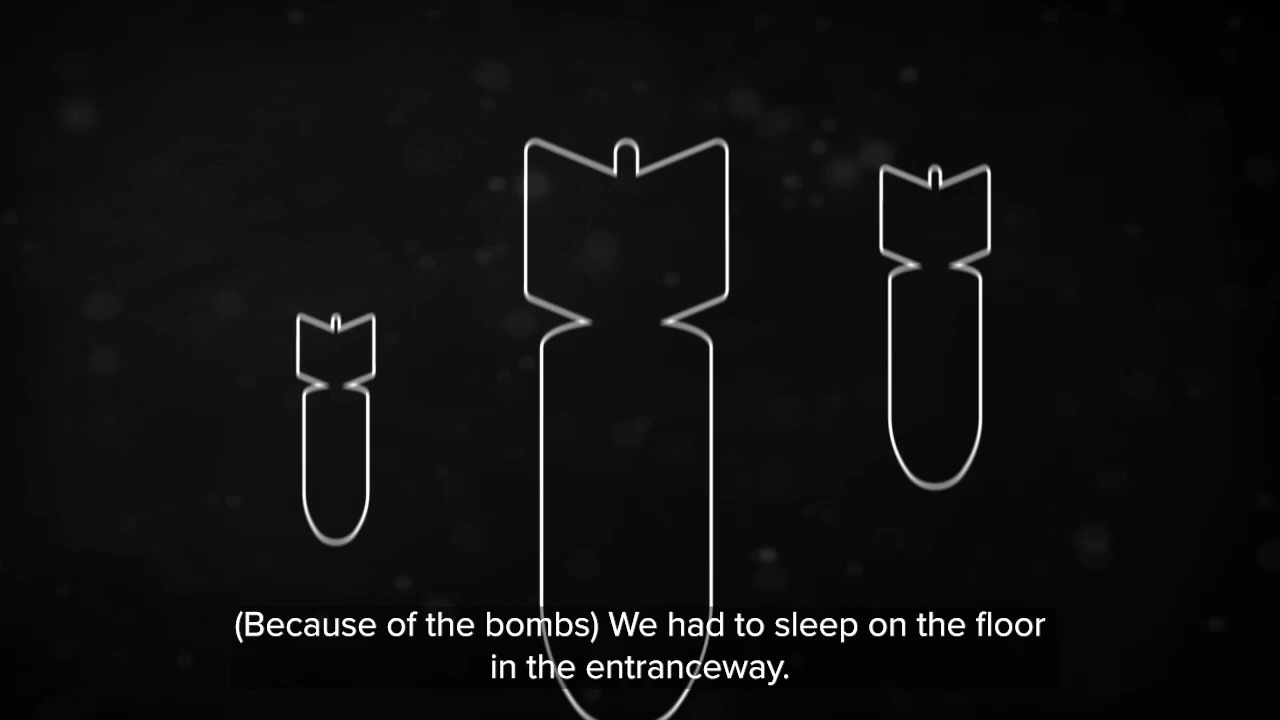 (Because of the bombs) We had to sleep on the floor
in the entranceway.